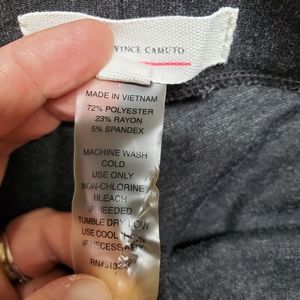 VINCE CAMUTO
MADE IN VIETNAM
72% POLYESTER
23% RAYON
5% SPANDEX
MACHINE WASH
COLD
USE ONLY
NON-CHLORINE
BLEACH
IF NEEDED
TUMBLE DRY LOW
USE COOL IRON
IF NECESSARY